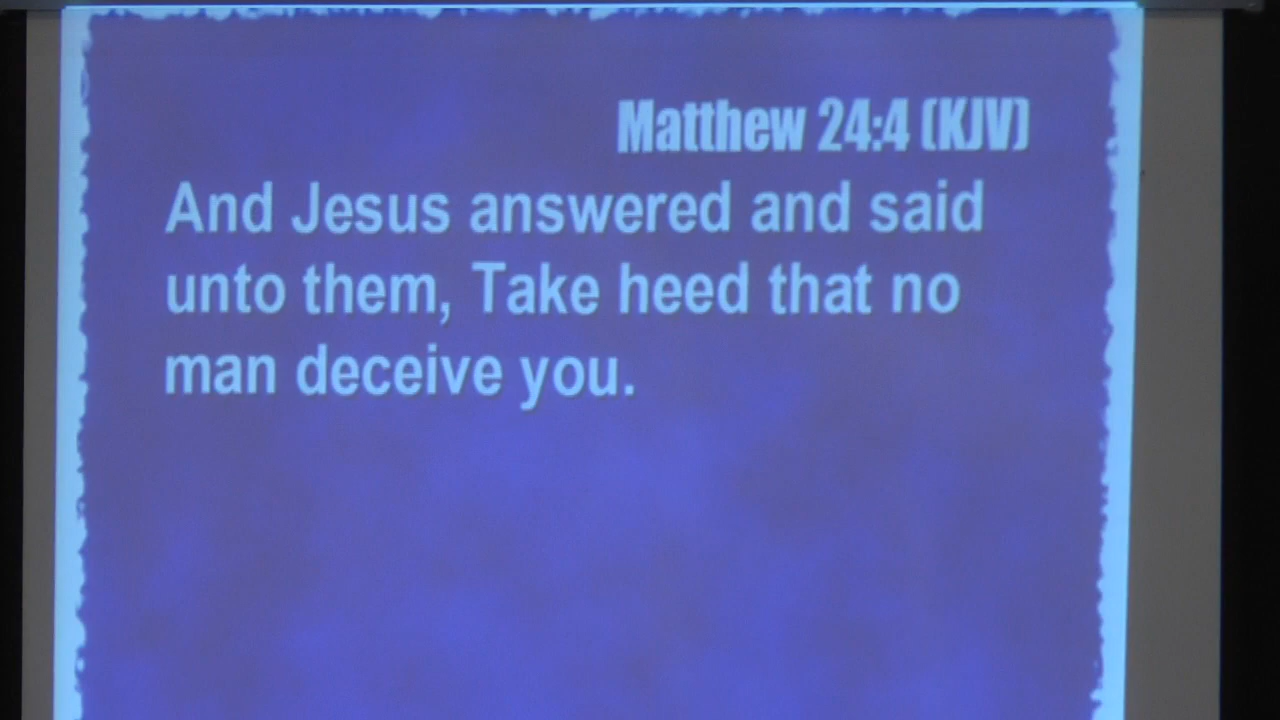 Matthew 24:4 (KJV)
And Jesus answered and said
unto them, Take heed that no
man deceive you.